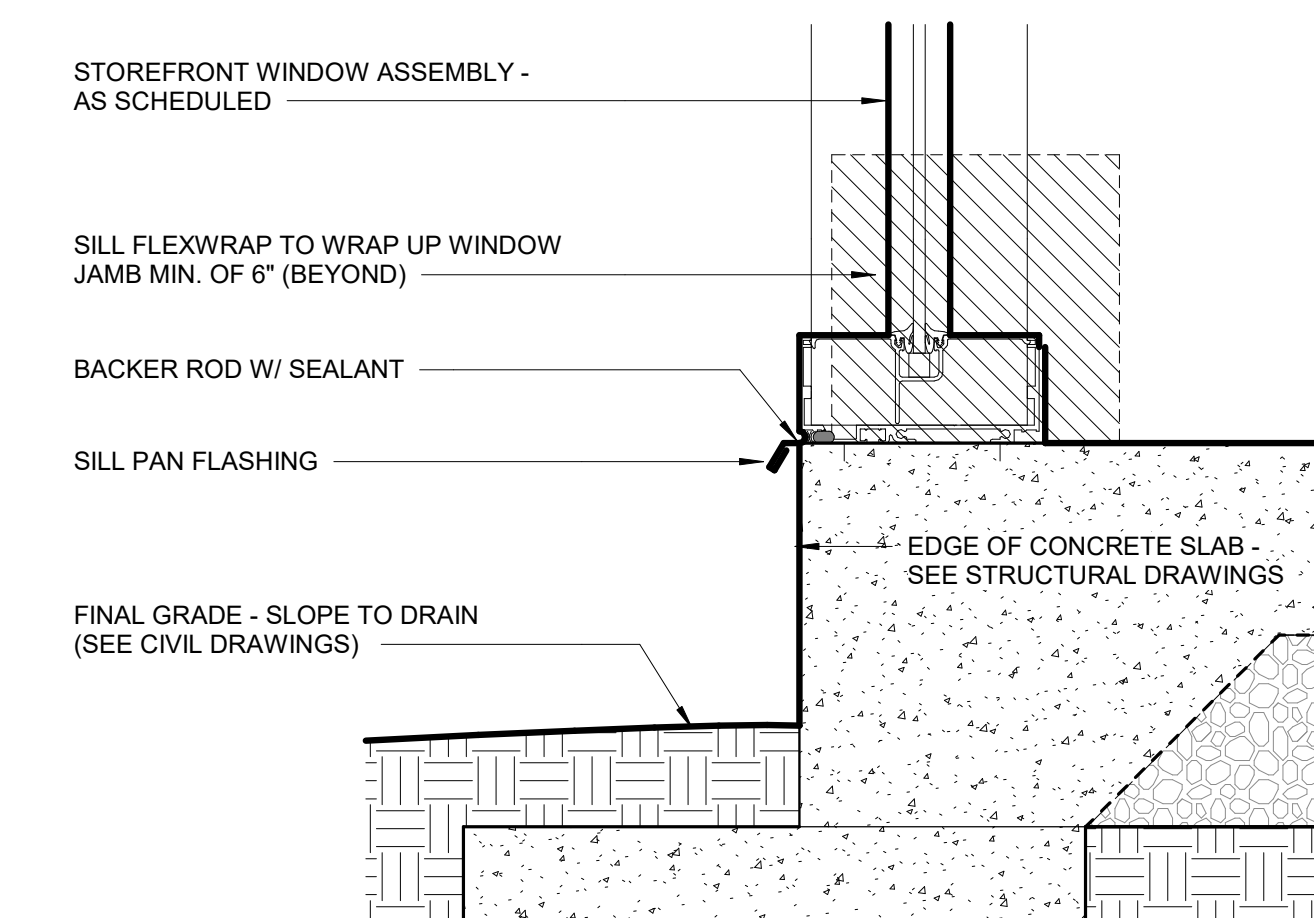 STOREFRONT WINDOW ASSEMBLY -
AS SCHEDULED
SILL FLEXWRAP TO WRAP UP WINDOW
JAMB MIN. OF 6" (BEYOND)
BACKER ROD W/ SEALANT
SILL PAN FLASHING
EDGE OF CONCRETE SLAB -
SEE STRUCTURAL DRAWINGS
FINAL GRADE - SLOPE TO DRAIN
(SEE CIVIL DRAWINGS)